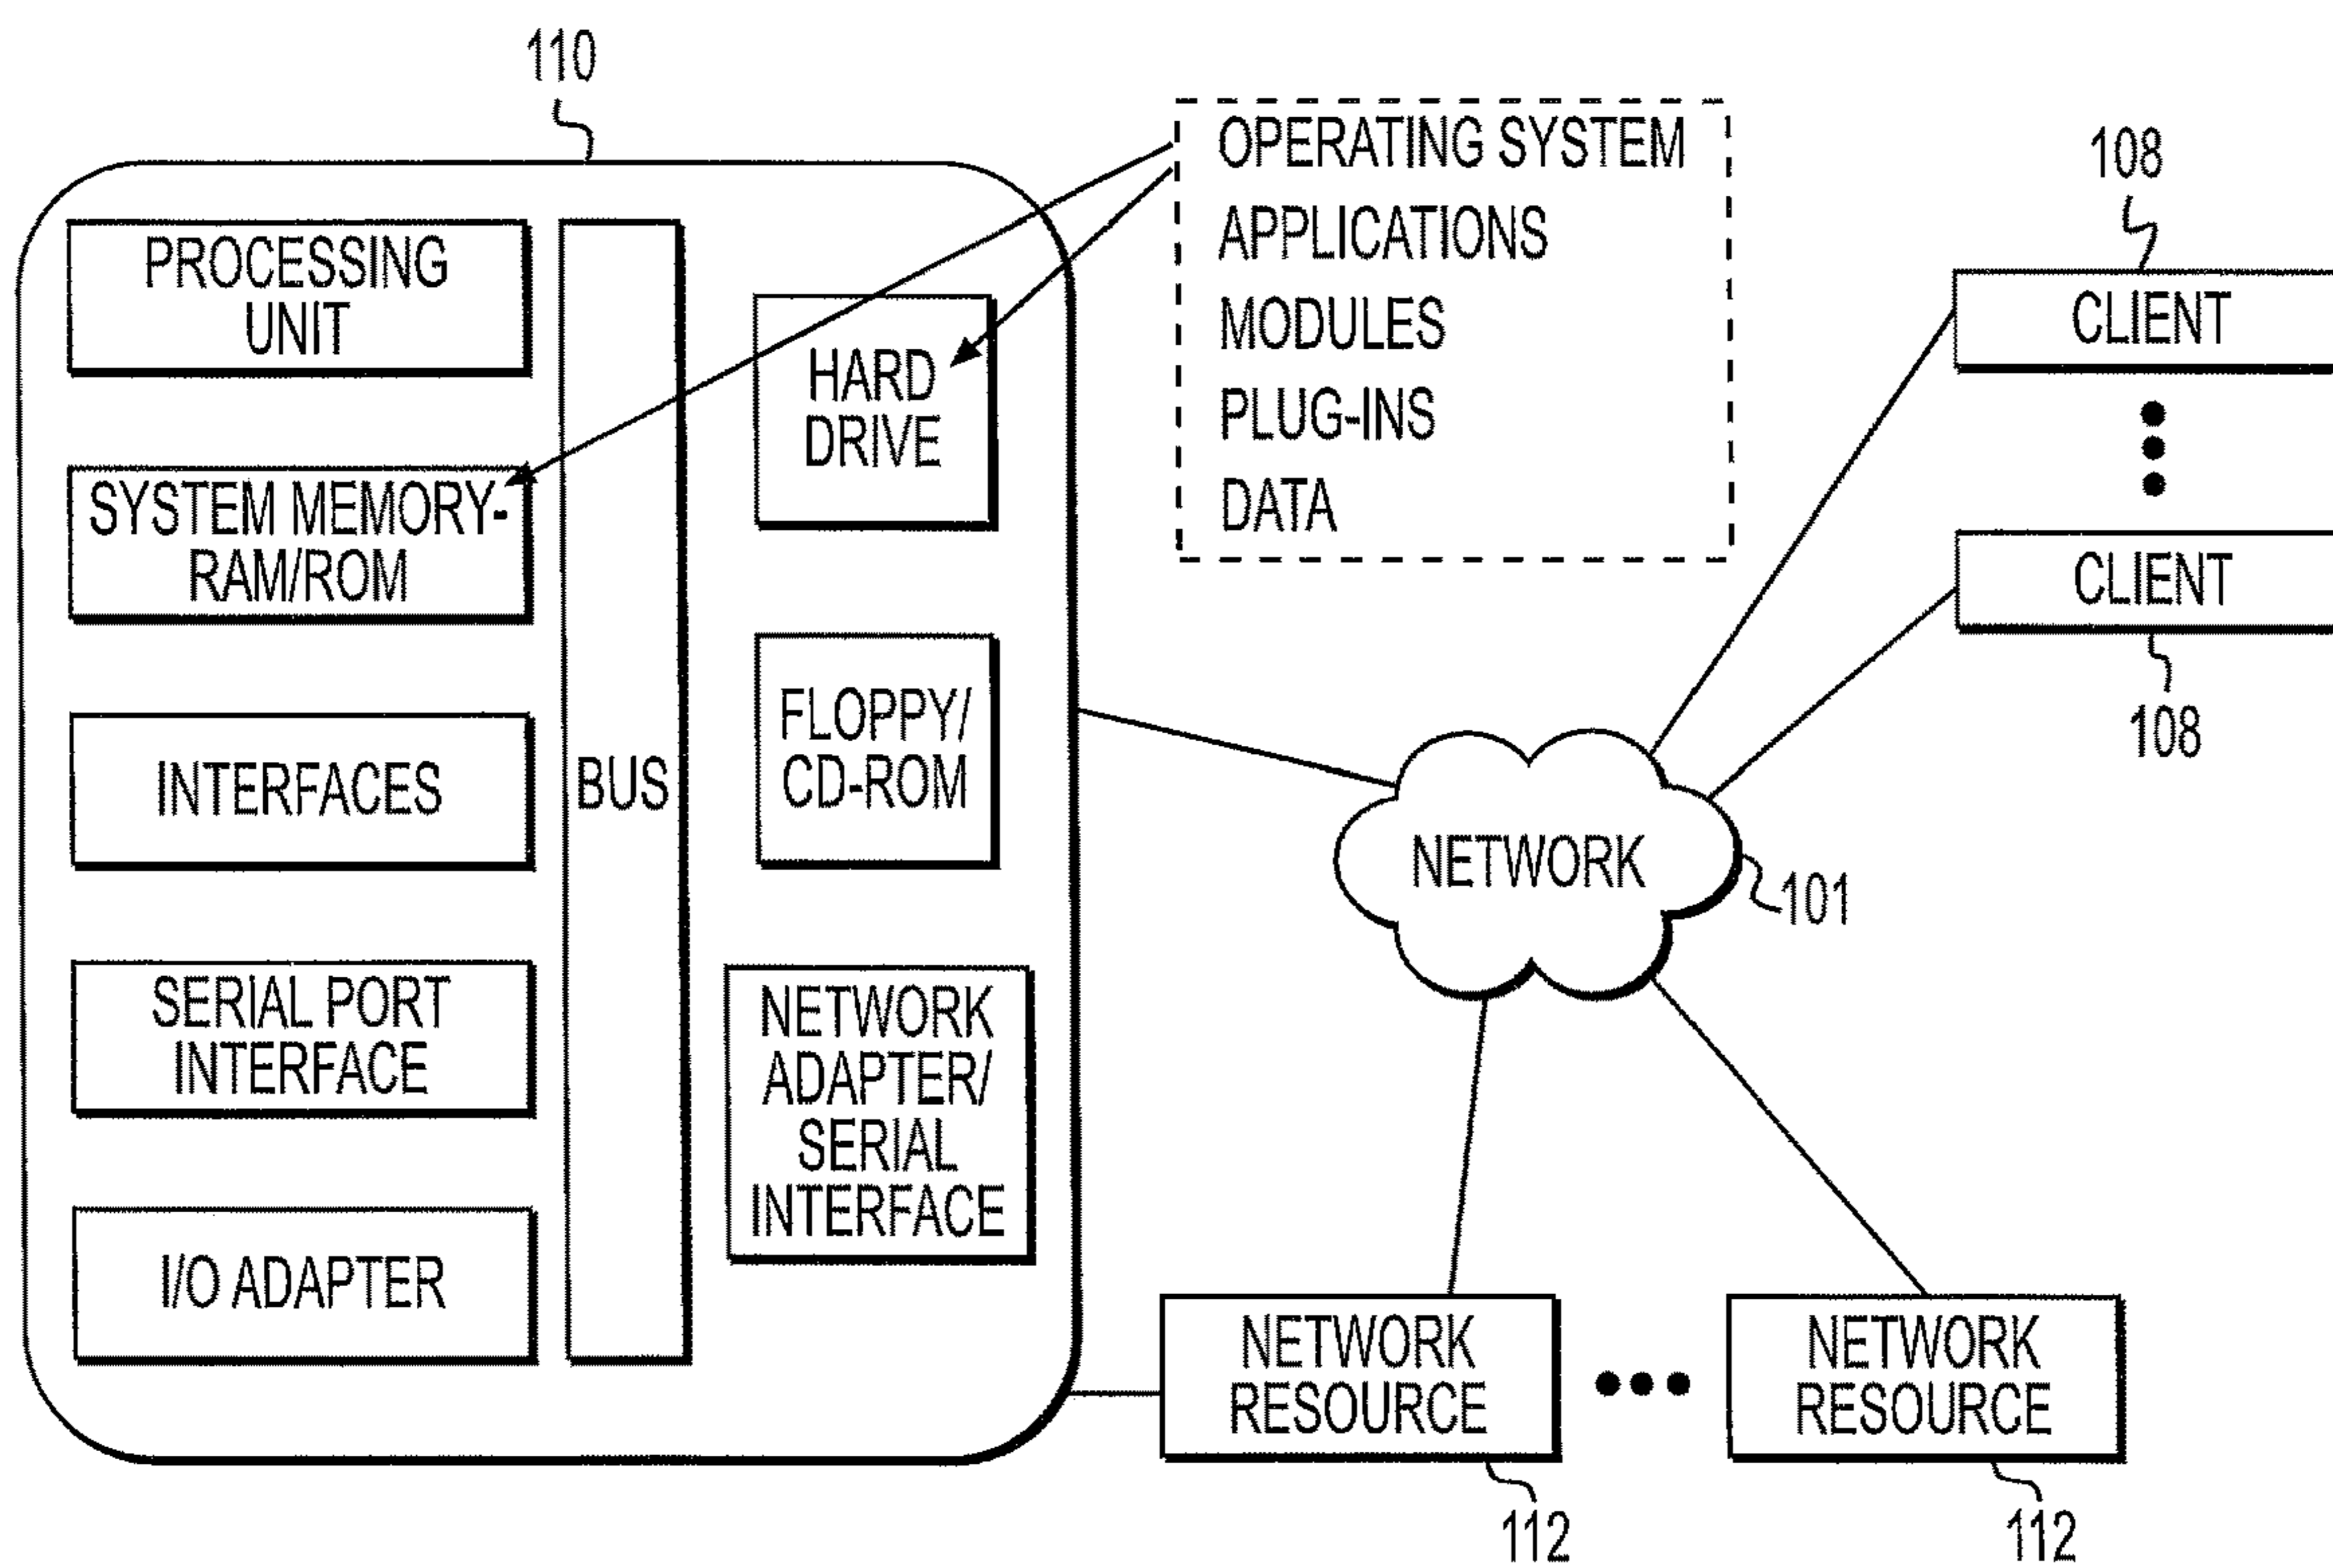 110
PROCESSING
UNIT
SYSTEM MEMORY-
RAM/ROM
INTERFACES
SERIAL PORT
INTERFACE
I/O ADAPTER
BUS
HARD
DRIVE
FLOPPY/
CD-ROM
NETWORK
ADAPTER/
SERIAL
INTERFACE
OPERATING SYSTEM
APPLICATIONS
MODULES
PLUG-INS
DATA
108
CLIENT
CLIENT
108
NETWORK
101
NETWORK
RESOURCE
112
NETWORK
RESOURCE
112